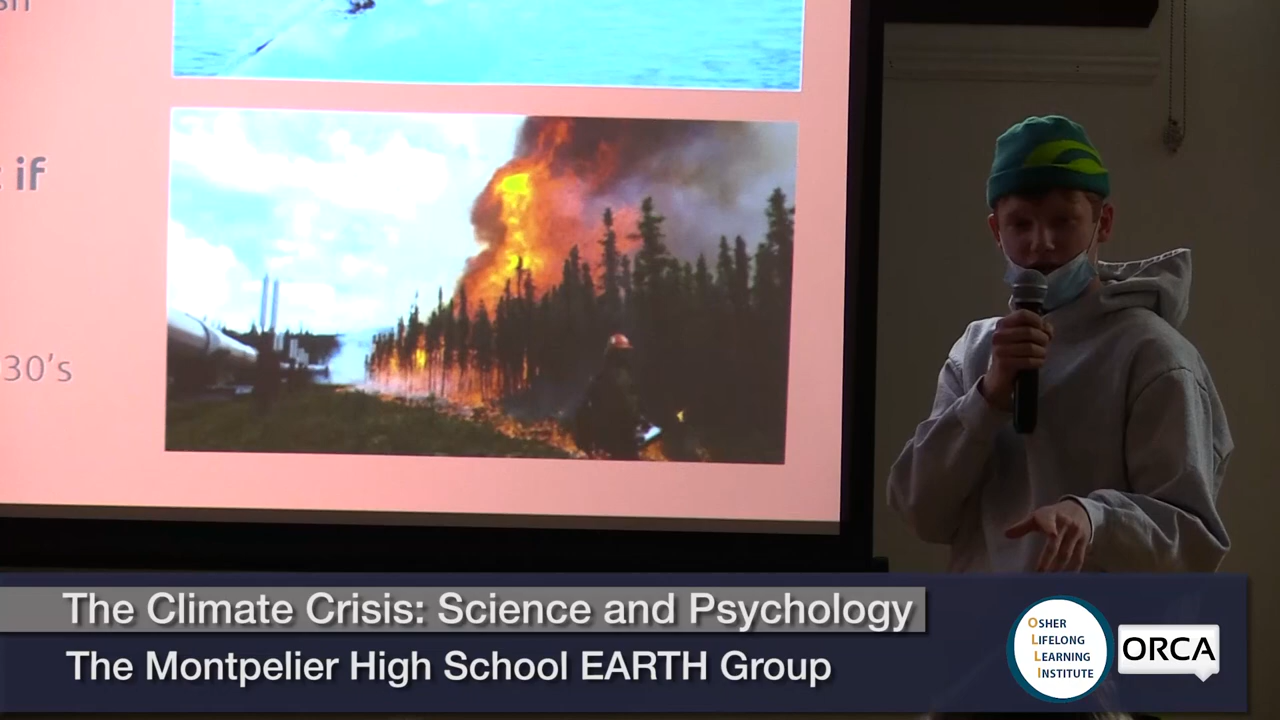 if
30's
The Climate Crisis: Science and Psychology
The Montpelier High School EARTH Group
OSHER
LIFELONG
LEARNING
INSTITUTE
ORCA